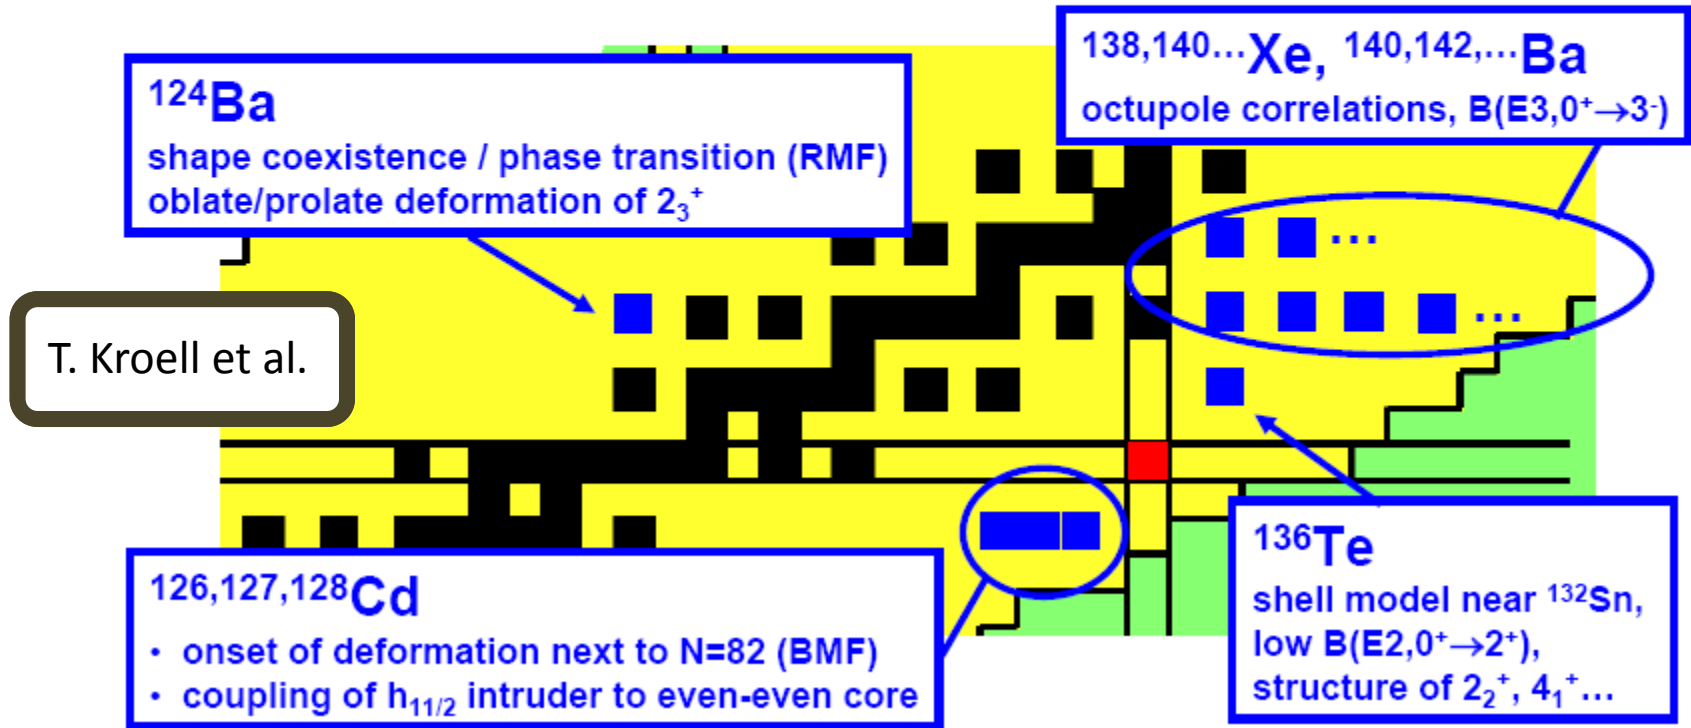 ¹³⁸,¹⁴⁰…Xe, ¹⁴⁰,¹⁴²,…Ba
octupole correlations, B(E3,0⁺→3⁻)
¹²⁴Ba
shape coexistence / phase transition (RMF)
oblate/prolate deformation of 2₃⁺
...
...
T. Kroell et al.
¹²⁶,¹²⁷,¹²⁸Cd
• onset of deformation next to N=82 (BMF)
• coupling of h₁₁/₂ intruder to even-even core
¹³⁶Te
shell model near ¹³²Sn,
low B(E2,0⁺→2⁺),
structure of 2₂⁺, 4₁⁺…